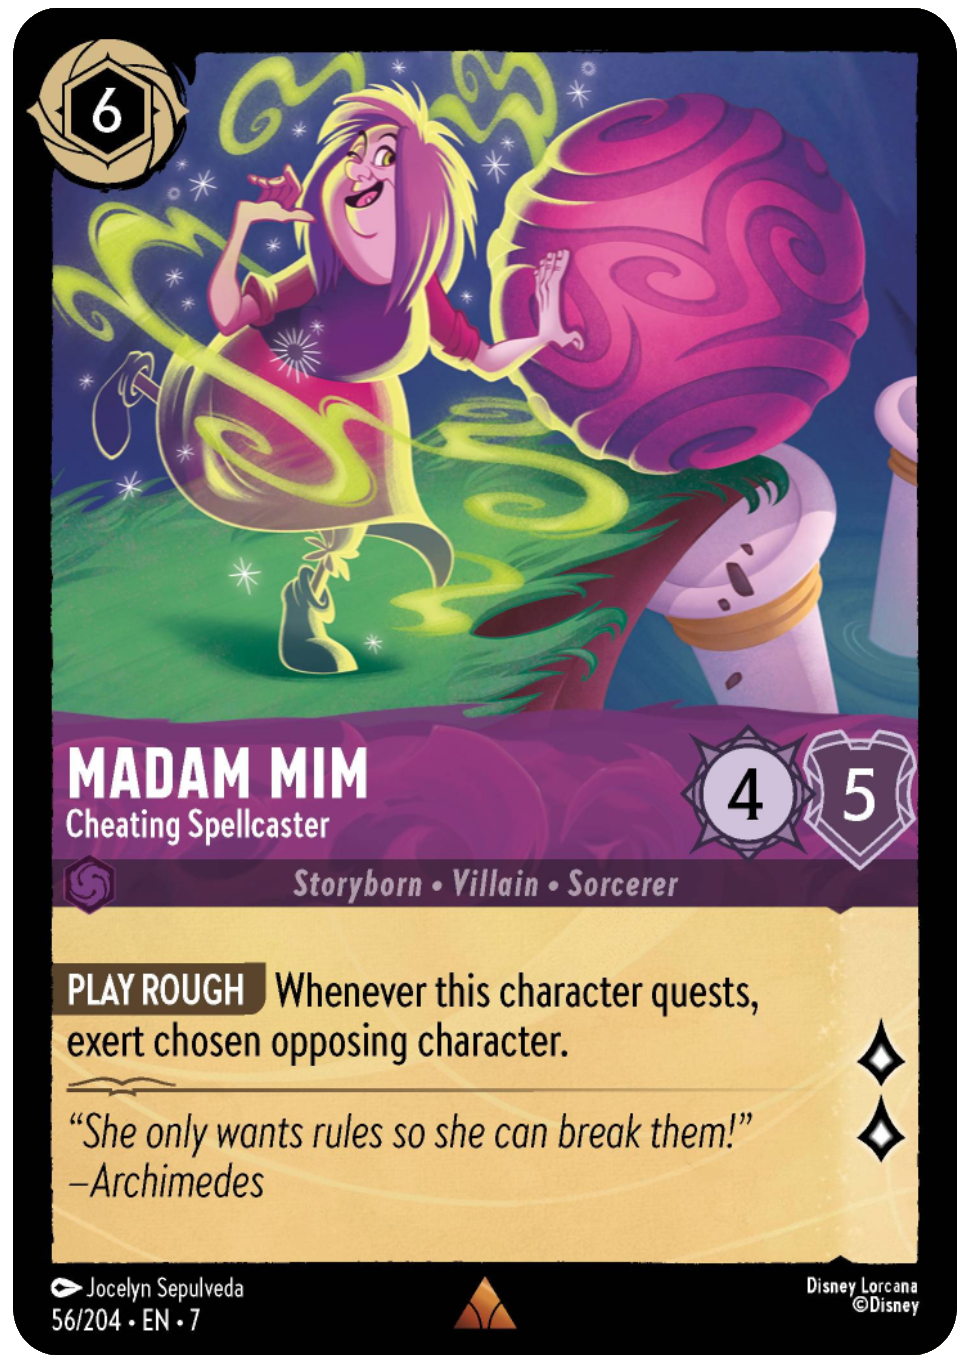 6
MADAM MIM
Cheating Spellcaster
4
5
Storyborn • Villain • Sorcerer
PLAY ROUGH Whenever this character quests,
exert chosen opposing character.
“She only wants rules so she can break them!”
–Archimedes
Jocelyn Sepulveda
56/204 • EN • 7
Disney Lorcana
©Disney